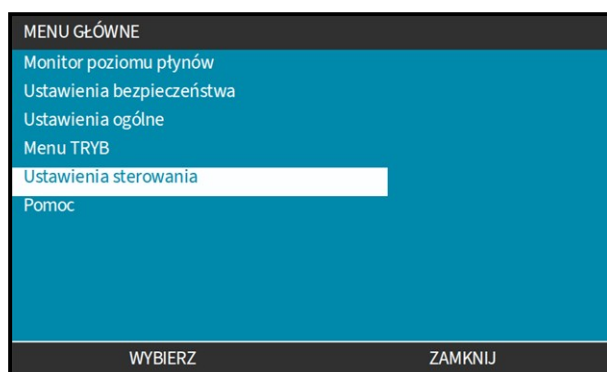 MENU GŁÓWNE
Monitor poziomu płynów
Ustawienia bezpieczeństwa
Ustawienia ogólne
Menu TRYB
Ustawienia sterowania
Pomoc
WYBIERZ ZAMKNIJ